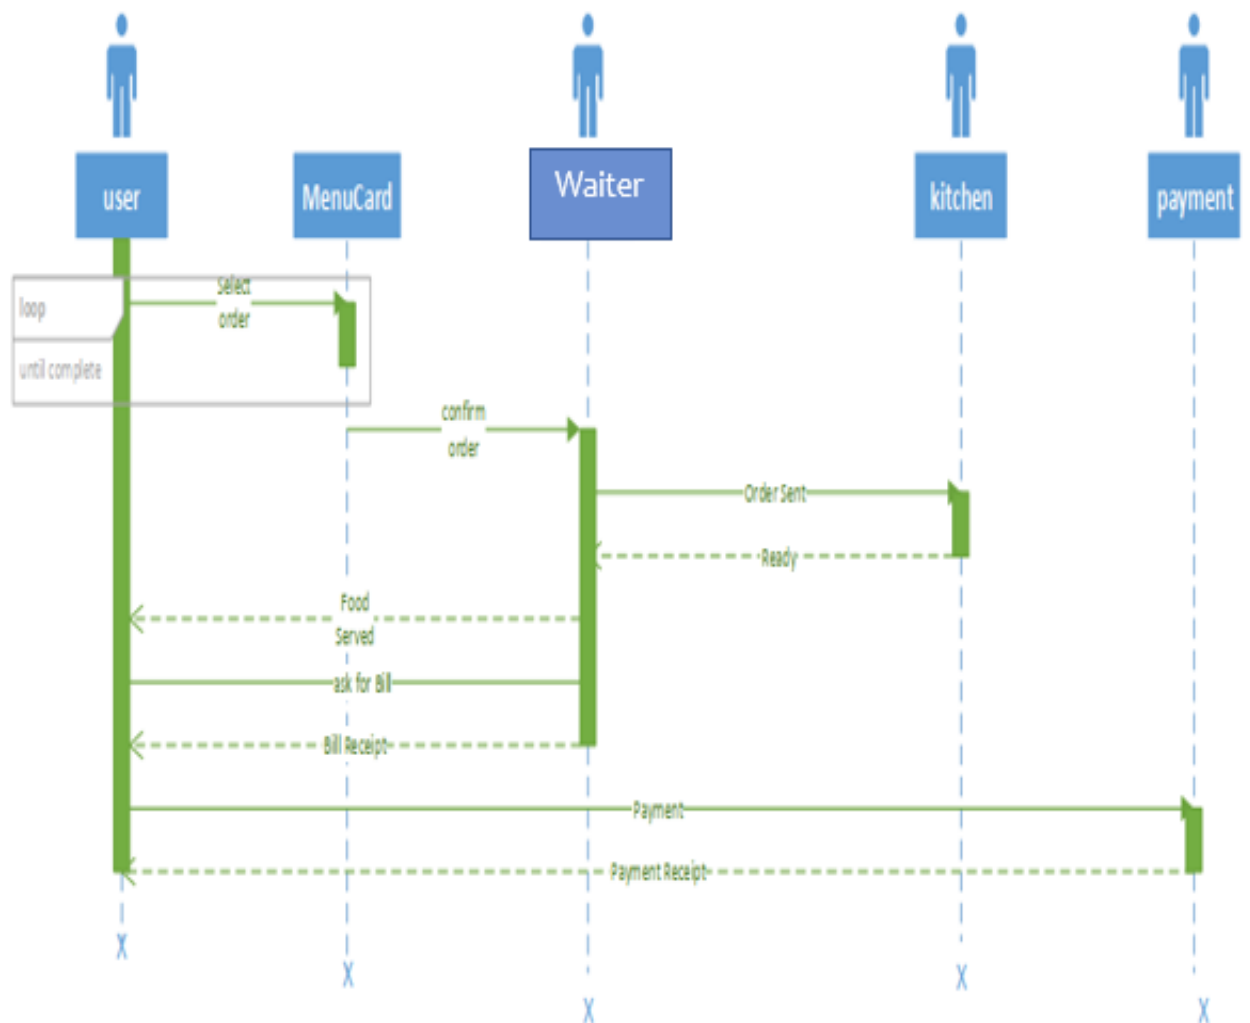 user
MenuCard
Waiter
kitchen
payment
loop
until complete
Select
order
confirm
order
Order Sent
Ready
Food
Served
ask for Bill
Bill Receipt
Payment
Payment Receipt
X
X
X
X
X